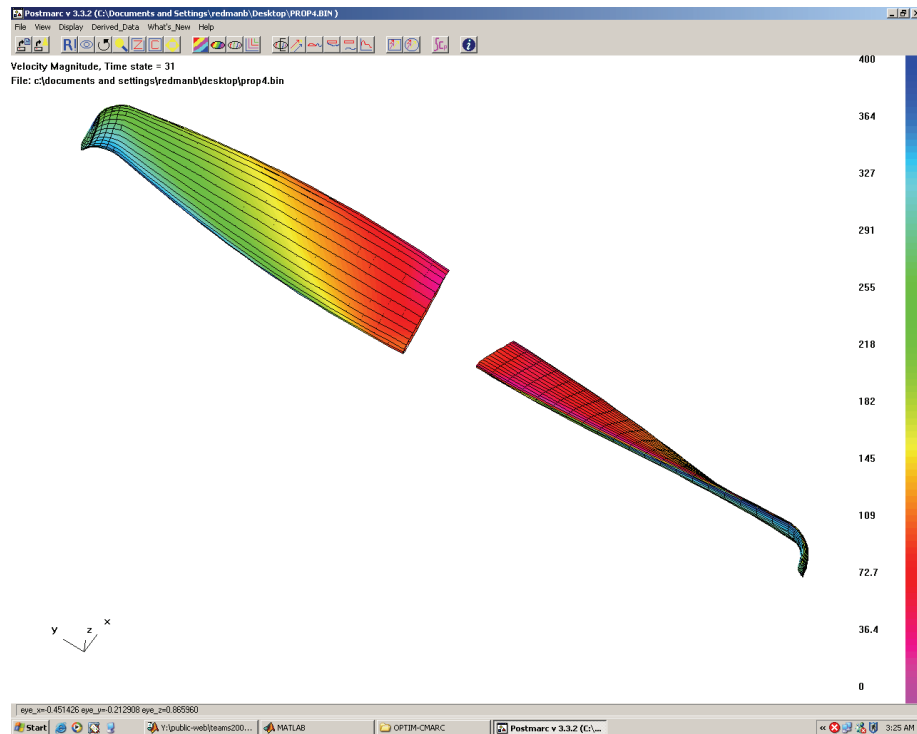 Postmarc v 3.3.2 (C:\Documents and Settings\redmanb\Desktop\PROP4.BIN )
File View Display Derived_Data What's_New Help
Velocity Magnitude, Time state = 31
File: c:\documents and settings\redmanb\desktop\prop4.bin
400
364
327
291
255
218
182
145
109
72.7
36.4
0
y z x
eye_x=-0.451426 eye_y=-0.212908 eye_z=0.865960
Start Y:\public-web\teams200... MATLAB OPTIM-CMARC Postmarc v 3.3.2 (C:\... « 3:25 AM